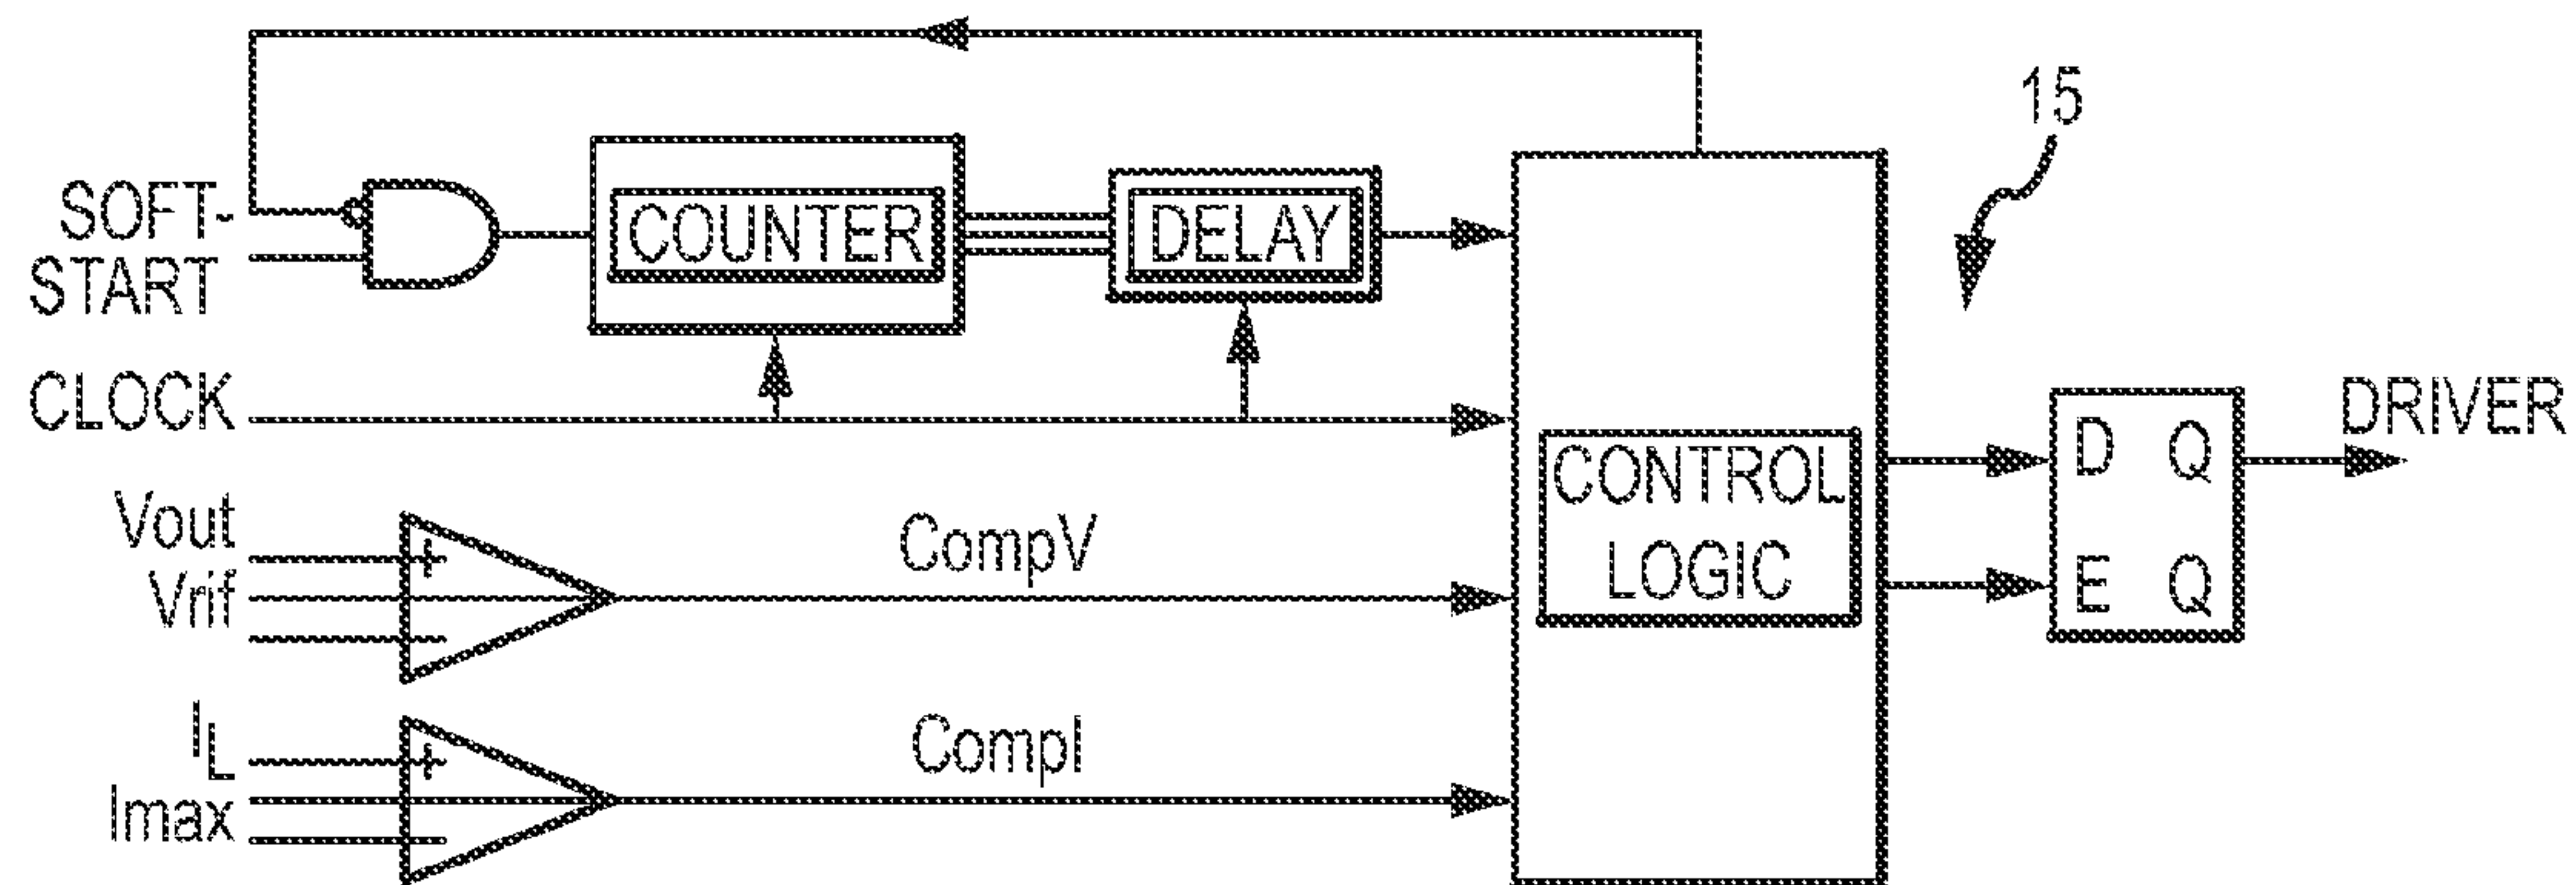 15
SOFT-
START
COUNTER
DELAY
CLOCK
DRIVER
CONTROL
LOGIC
D Q
E Q
Vout
+
Vrif
-
CompV
IL
+
Imax
-
CompI